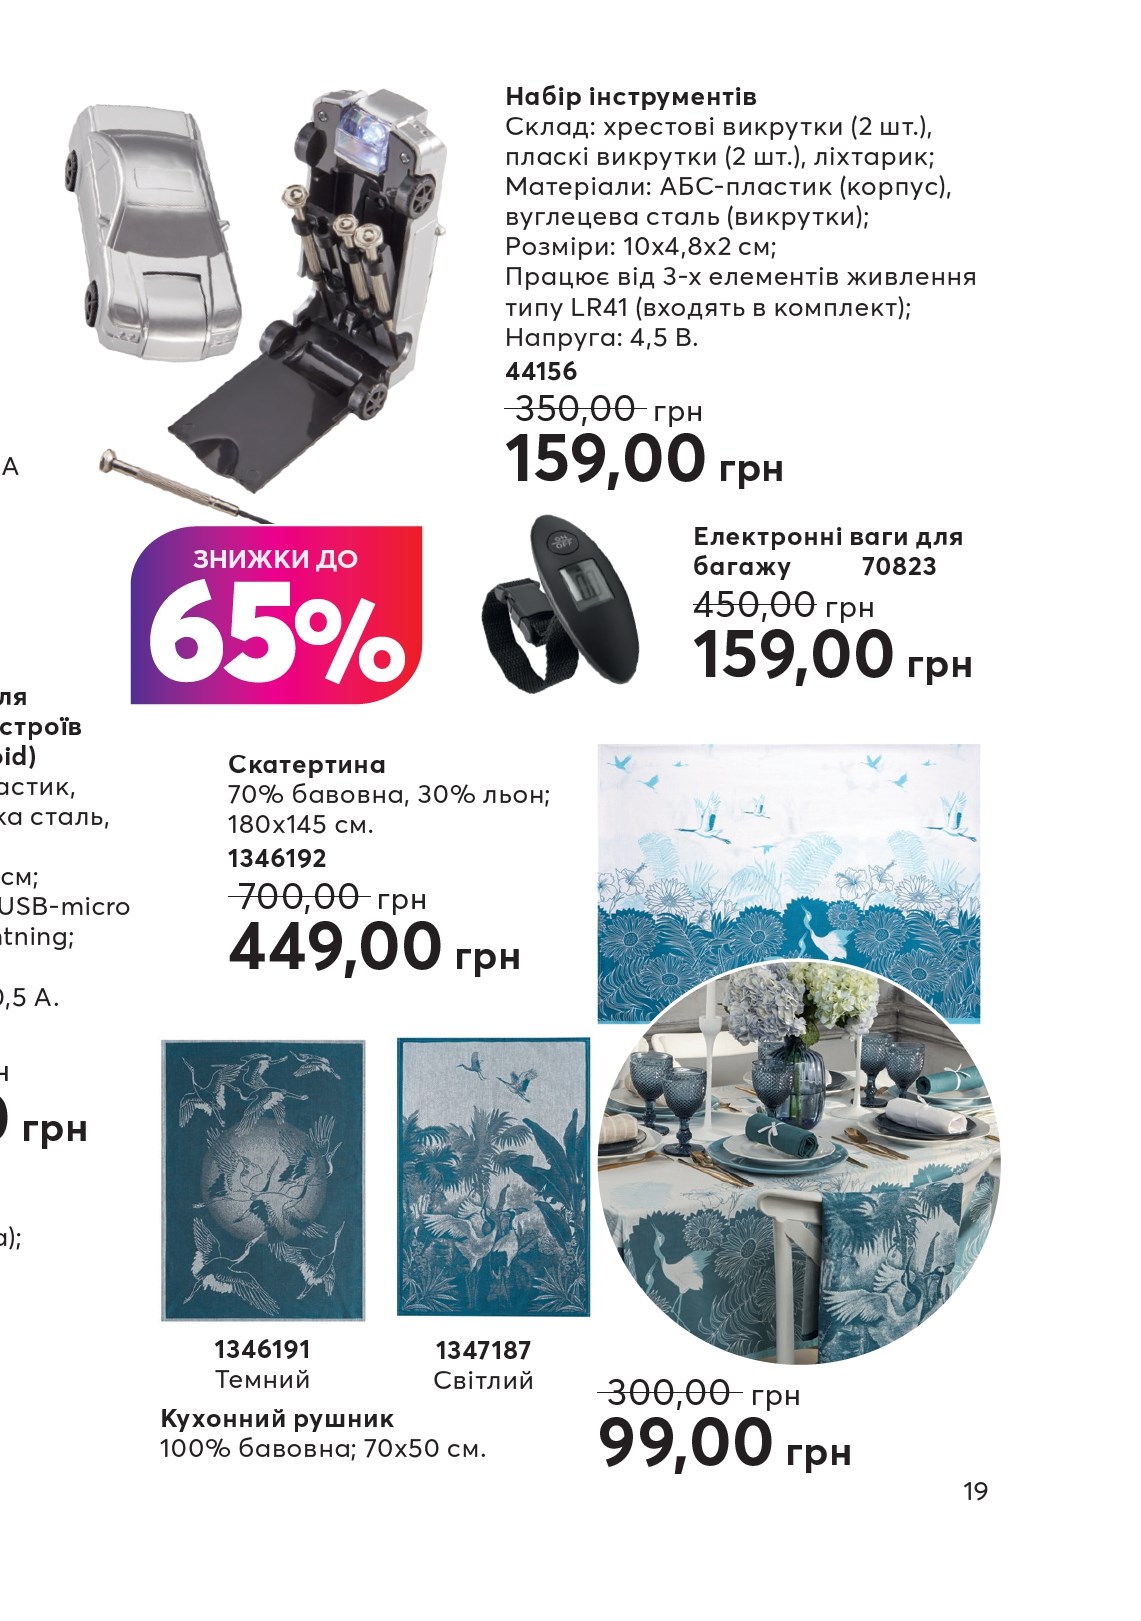 Набір інструментів
Склад: хрестові викрутки (2 шт.),
пласкі викрутки (2 шт.), ліхтарик;
Матеріали: АБС-пластик (корпус),
вуглецева сталь (викрутки);
Розміри: 10х4,8х2 см;
Працює від 3-х елементів живлення
типу LR41 (входять в комплект);
Напруга: 4,5 В.
44156
350,00 грн
159,00 грн
А
ЗНИЖКИ ДО
65%
ON
OFF
Електронні ваги для
багажу 70823
450,00 грн
159,00 грн
ля
строїв
oid)
астик,
ка сталь,
см;
USB-micro
htning;
0,5 А.
н
0 грн
а);
Скатертина
70% бавовна, 30% льон;
180х145 см.
1346192
700,00 грн
449,00 грн
1346191
Темний
1347187
Світлий
Кухонний рушник
100% бавовна; 70х50 см.
300,00 грн
99,00 грн
19